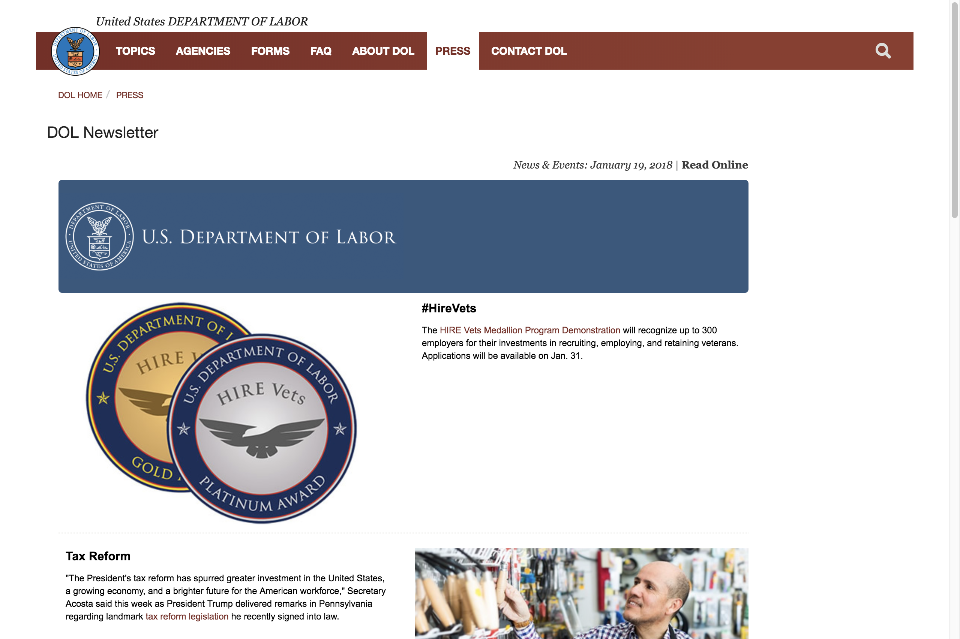 United States DEPARTMENT OF LABOR
TOPICS AGENCIES FORMS FAQ ABOUT DOL PRESS CONTACT DOL
DOL HOME / PRESS
DOL Newsletter
News & Events: January 19, 2018 | Read Online
DEPARTMENT OF LABOR
UNITED STATES OF AMERICA
U.S. DEPARTMENT OF LABOR
U.S. DEPARTMENT OF
HIRE V
GOLD
U.S. DEPARTMENT OF LABOR
HIRE Vets
PLATINUM AWARD
#HireVets
The HIRE Vets Medallion Program Demonstration will recognize up to 300
employers for their investments in recruiting, employing, and retaining veterans.
Applications will be available on Jan. 31.
Tax Reform
"The President's tax reform has spurred greater investment in the United States,
a growing economy, and a brighter future for the American workforce," Secretary
Acosta said this week as President Trump delivered remarks in Pennsylvania
regarding landmark tax reform legislation he recently signed into law.